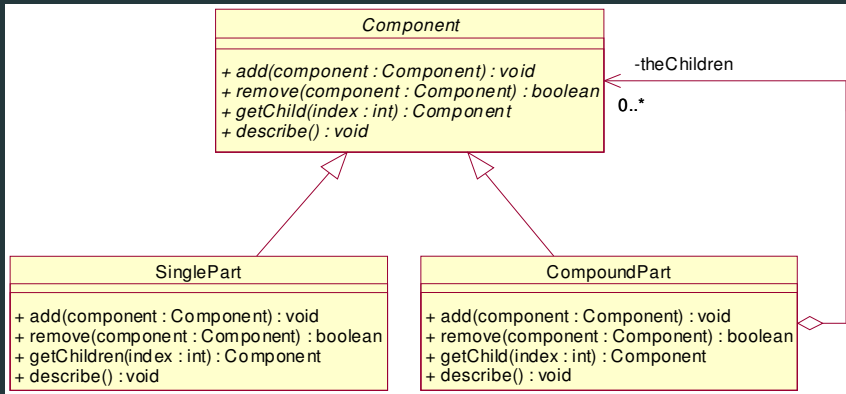 Component
+ add(component : Component) : void
+ remove(component : Component) : boolean
+ getChild(index : int) : Component
+ describe() : void
-theChildren
0..*
SinglePart
+ add(component : Component) : void
+ remove(component : Component) : boolean
+ getChildren(index : int) : Component
+ describe() : void
CompoundPart
+ add(component : Component) : void
+ remove(component : Component) : boolean
+ getChild(index : int) : Component
+ describe() : void